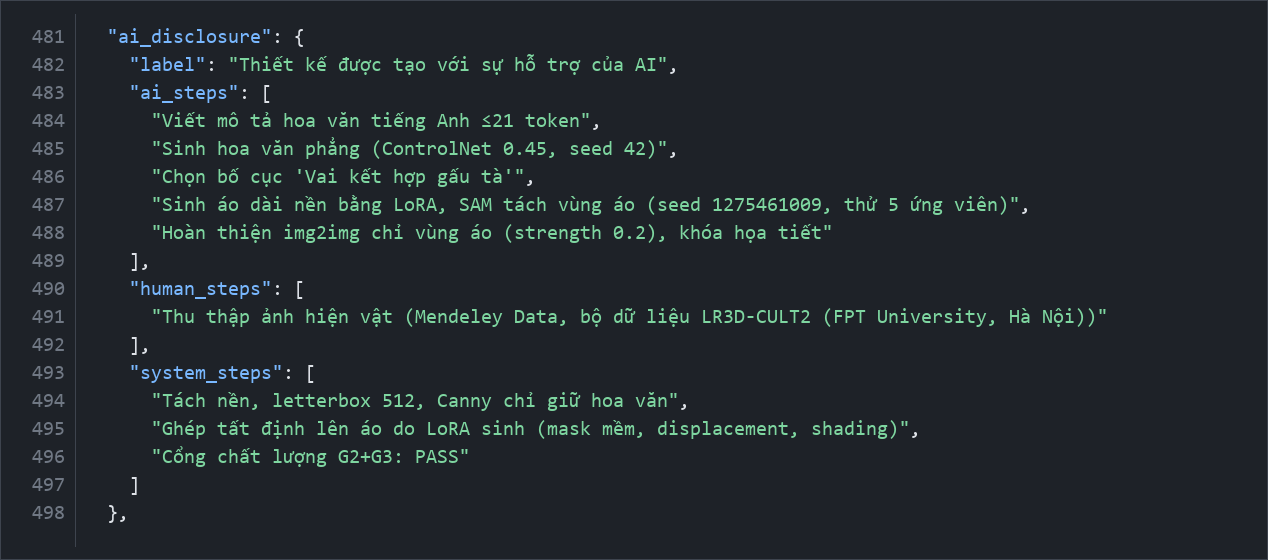 481 "ai_disclosure": {
482 "label": "Thiết kế được tạo với sự hỗ trợ của AI",
483 "ai_steps": [
484 "Viết mô tả hoa văn tiếng Anh ≤21 token",
485 "Sinh hoa văn phẳng (ControlNet 0.45, seed 42)",
486 "Chọn bố cục 'Vai kết hợp gấu tà'",
487 "Sinh áo dài nền bằng LoRA, SAM tách vùng áo (seed 1275461009, thử 5 ứng viên)",
488 "Hoàn thiện img2img chỉ vùng áo (strength 0.2), khóa họa tiết"
489 ],
490 "human_steps": [
491 "Thu thập ảnh hiện vật (Mendeley Data, bộ dữ liệu LR3D-CULT2 (FPT University, Hà Nội))"
492 ],
493 "system_steps": [
494 "Tách nền, letterbox 512, Canny chỉ giữ hoa văn",
495 "Ghép tất định lên áo do LoRA sinh (mask mềm, displacement, shading)",
496 "Cổng chất lượng G2+G3: PASS"
497 ]
498 },